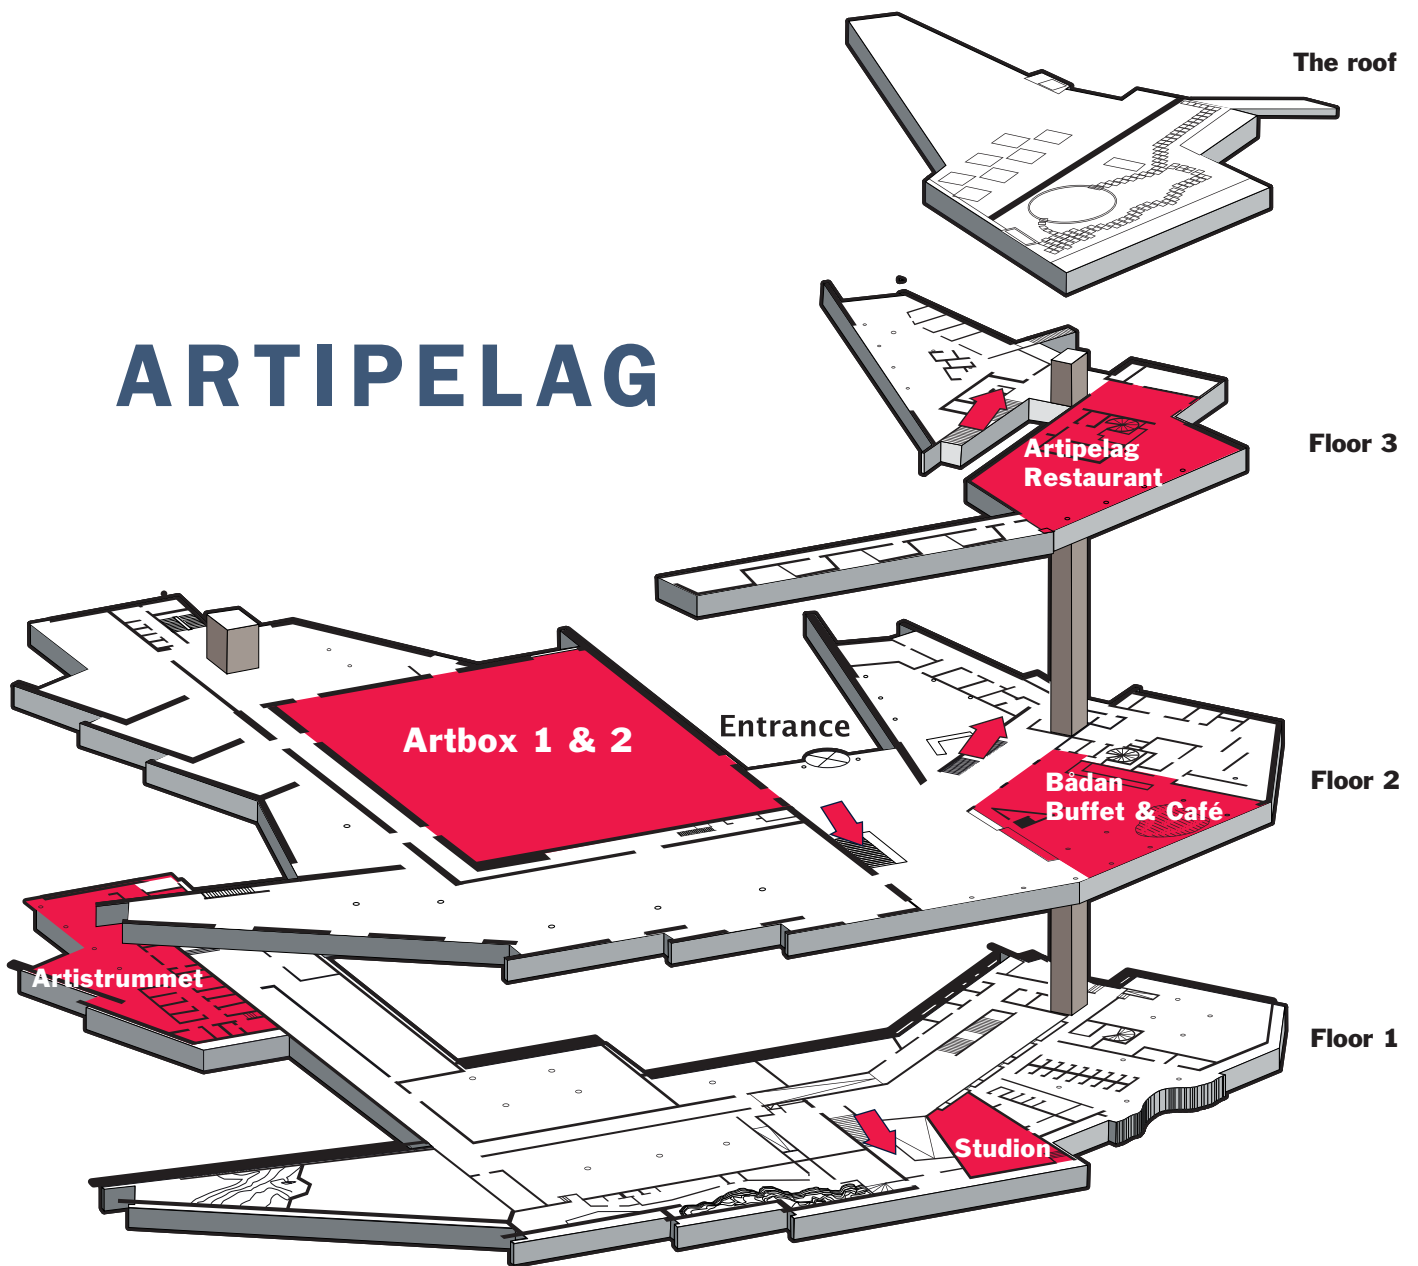 The roof
ARTIPELAG
Floor 3
Artipelag
Restaurant
Entrance
Artbox 1 & 2
Floor 2
Bådan
Buffet & Café
Artistrummet
Floor 1
Studion